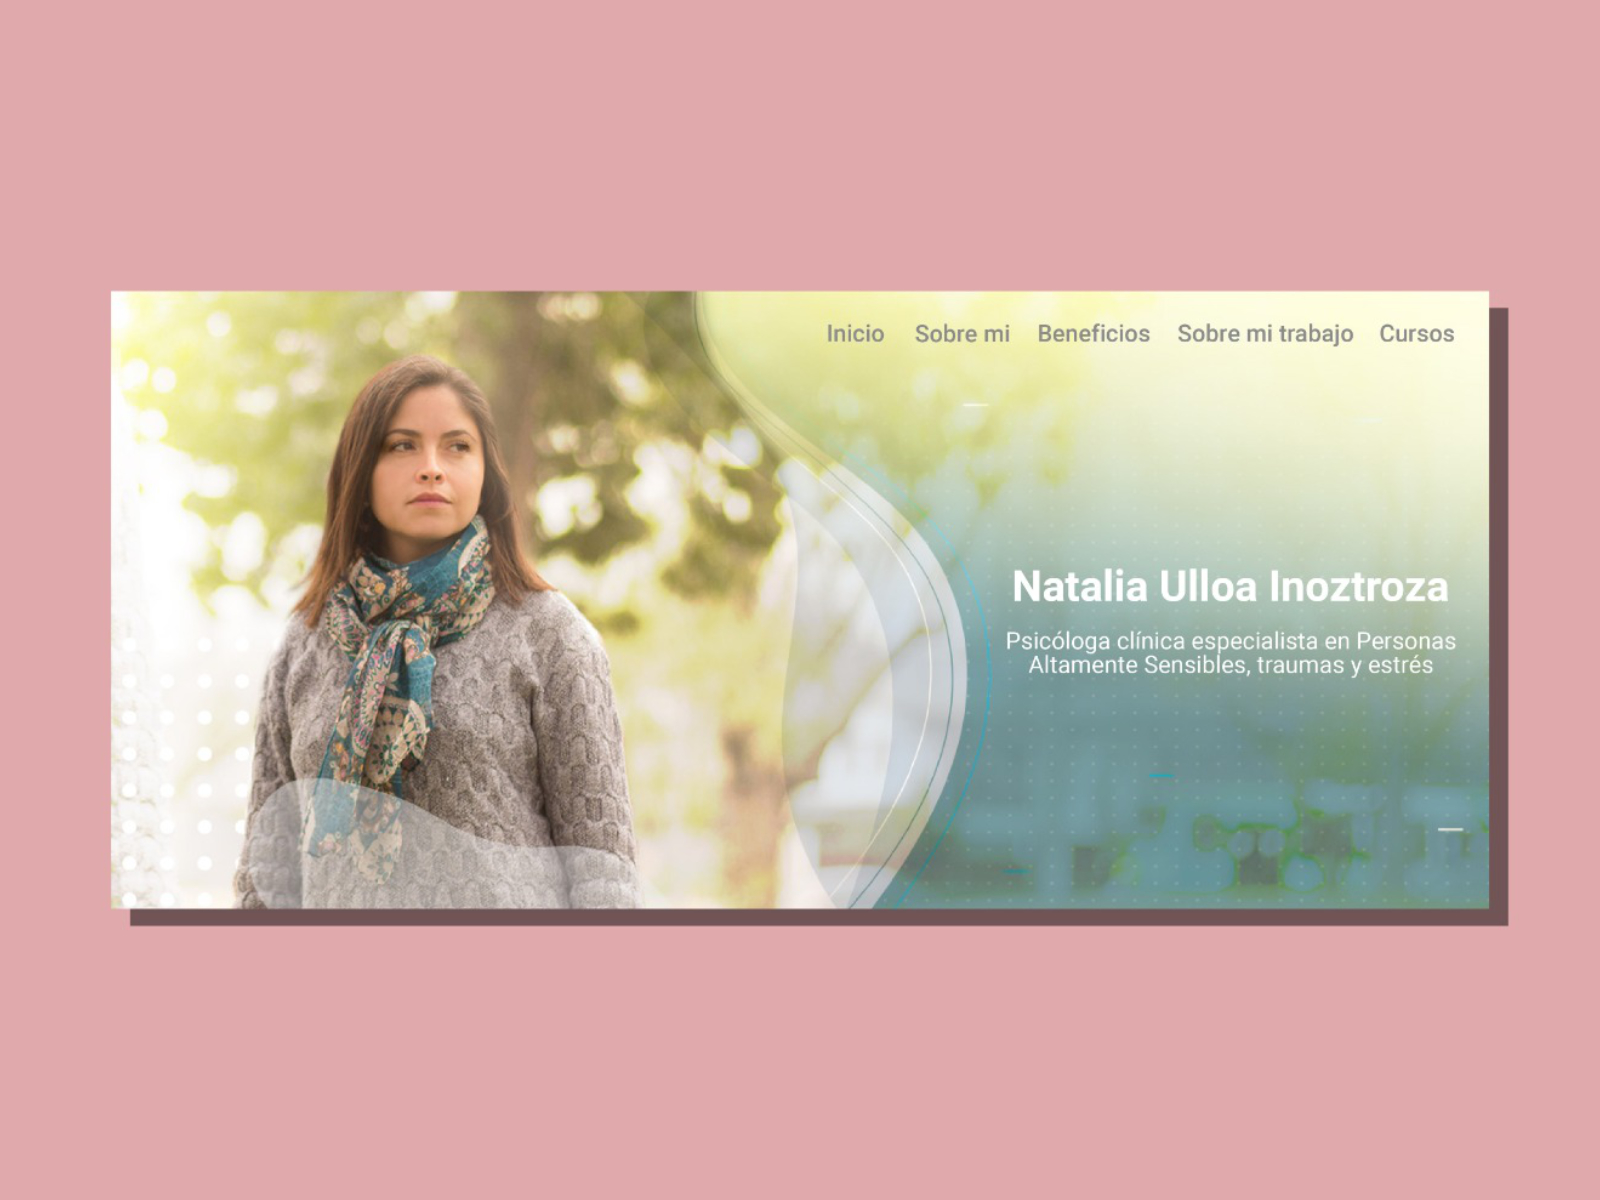 Inicio Sobre mi Beneficios Sobre mi trabajo Cursos
Natalia Ulloa Inoztroza
Psicóloga clínica especialista en Personas
Altamente Sensibles, traumas y estrés